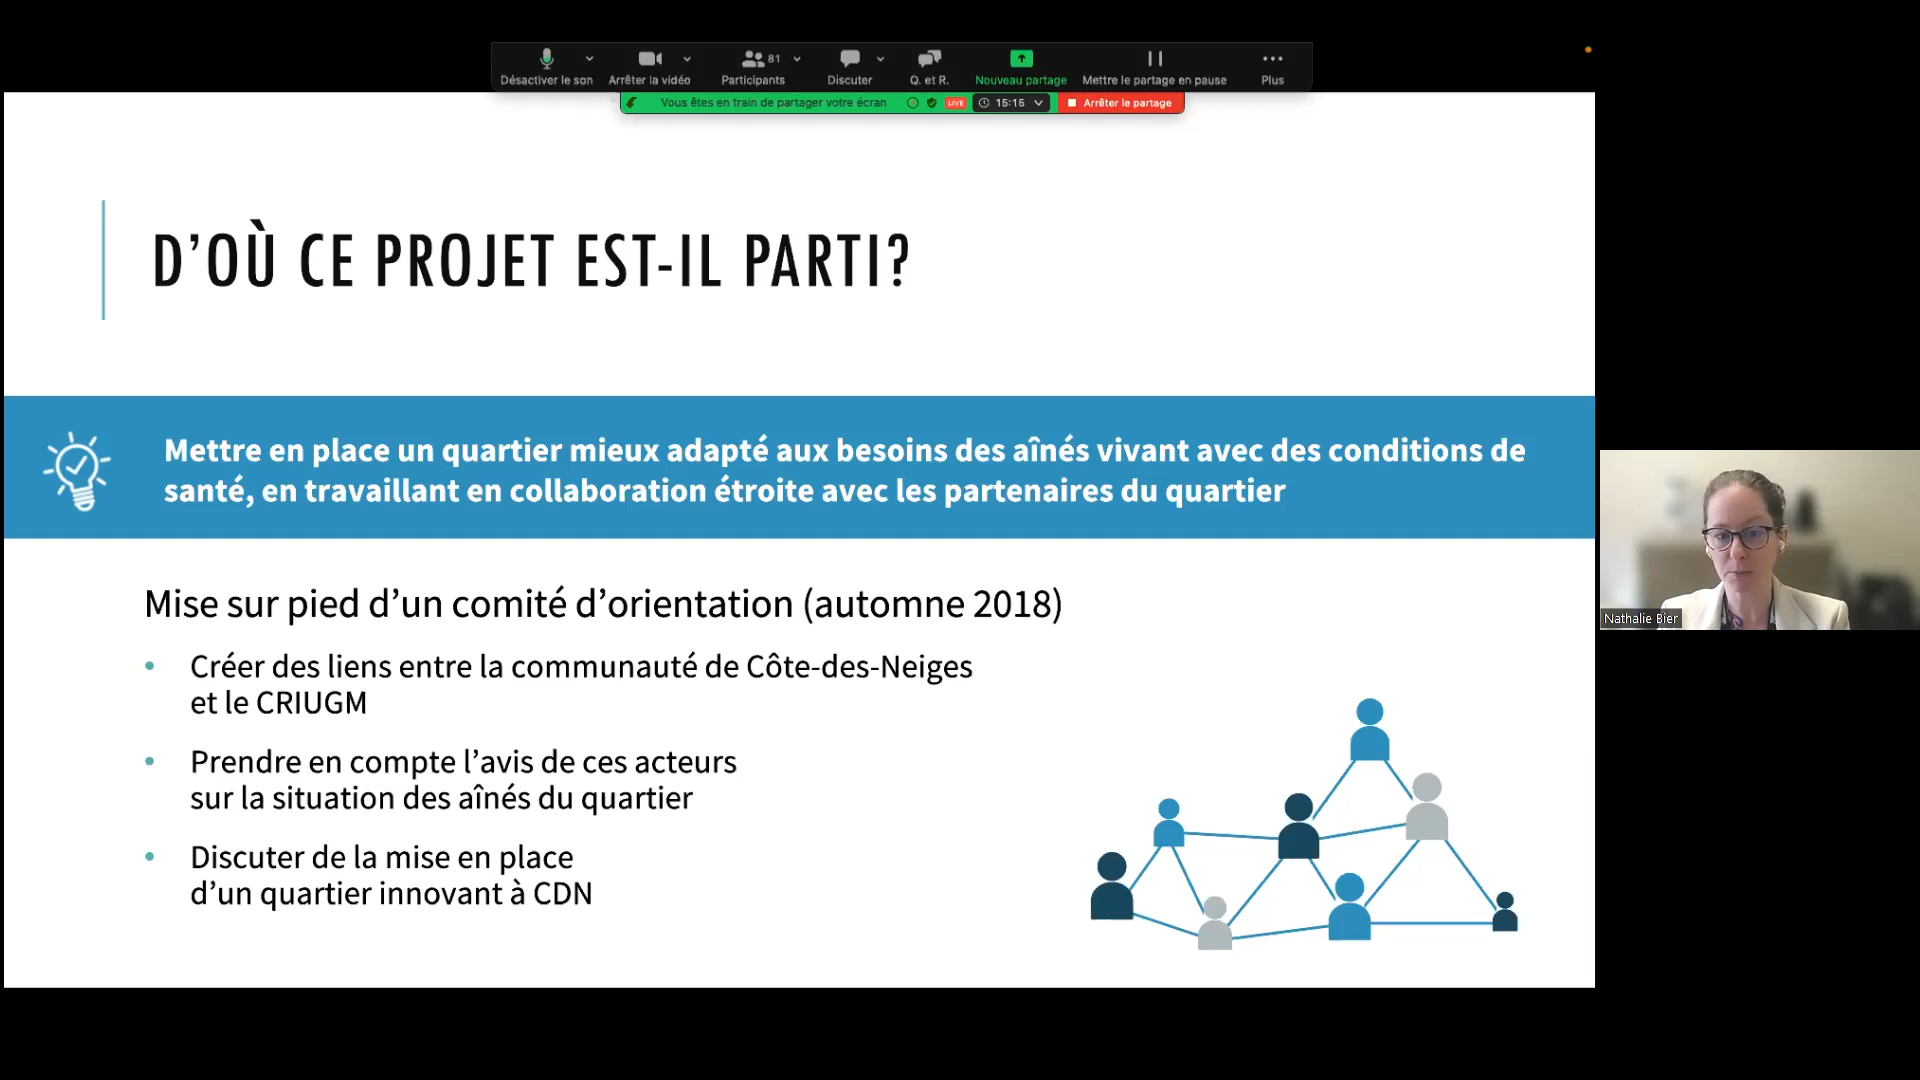 81
Désactiver le son
Arrêter la vidéo
Participants
Discuter
Q. et R.
Nouveau partage
Mettre le partage en pause
Plus
Vous êtes en train de partager votre écran
LIVE
15:15
Arrêter le partage
D’OÙ CE PROJET EST-IL PARTI?
Mettre en place un quartier mieux adapté aux besoins des aînés vivant avec des conditions de
santé, en travaillant en collaboration étroite avec les partenaires du quartier
Nathalie Bier
Mise sur pied d’un comité d’orientation (automne 2018)
• Créer des liens entre la communauté de Côte-des-Neiges
et le CRIUGM
• Prendre en compte l’avis de ces acteurs
sur la situation des aînés du quartier
• Discuter de la mise en place
d’un quartier innovant à CDN